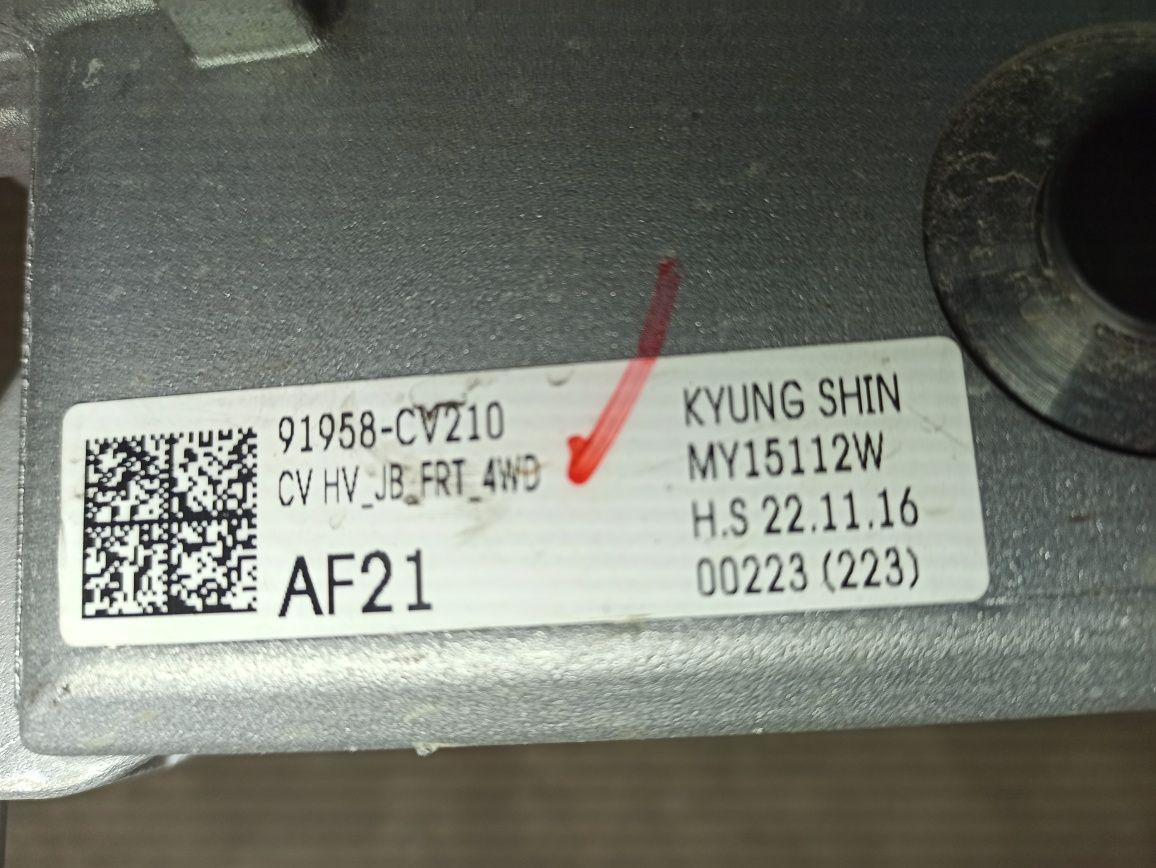 91958-CV210
CV HV_JB_FRT_4WD
AF21
KYUNG SHIN
MY15112W
H.S 22.11.16
00223 (223)